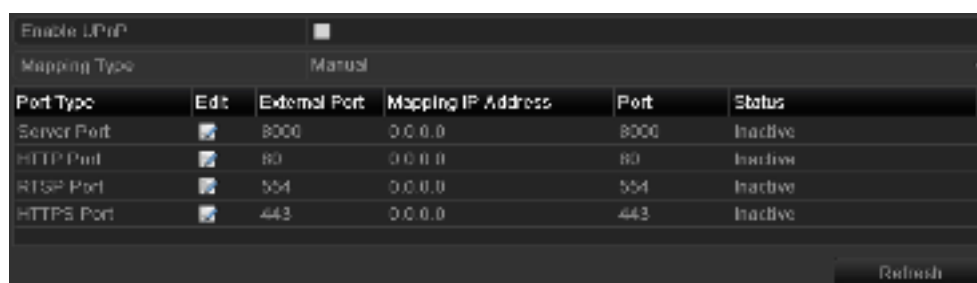 Enable UPnP
Mapping Type Manual
Port Type Edit External Port Mapping IP Address Port Status
Server Port 8000 0.0.0.0 8000 Inactive
HTTP Port 80 0.0.0.0 80 Inactive
RTSP Port 554 0.0.0.0 554 Inactive
HTTPS Port 443 0.0.0.0 443 Inactive
Refresh